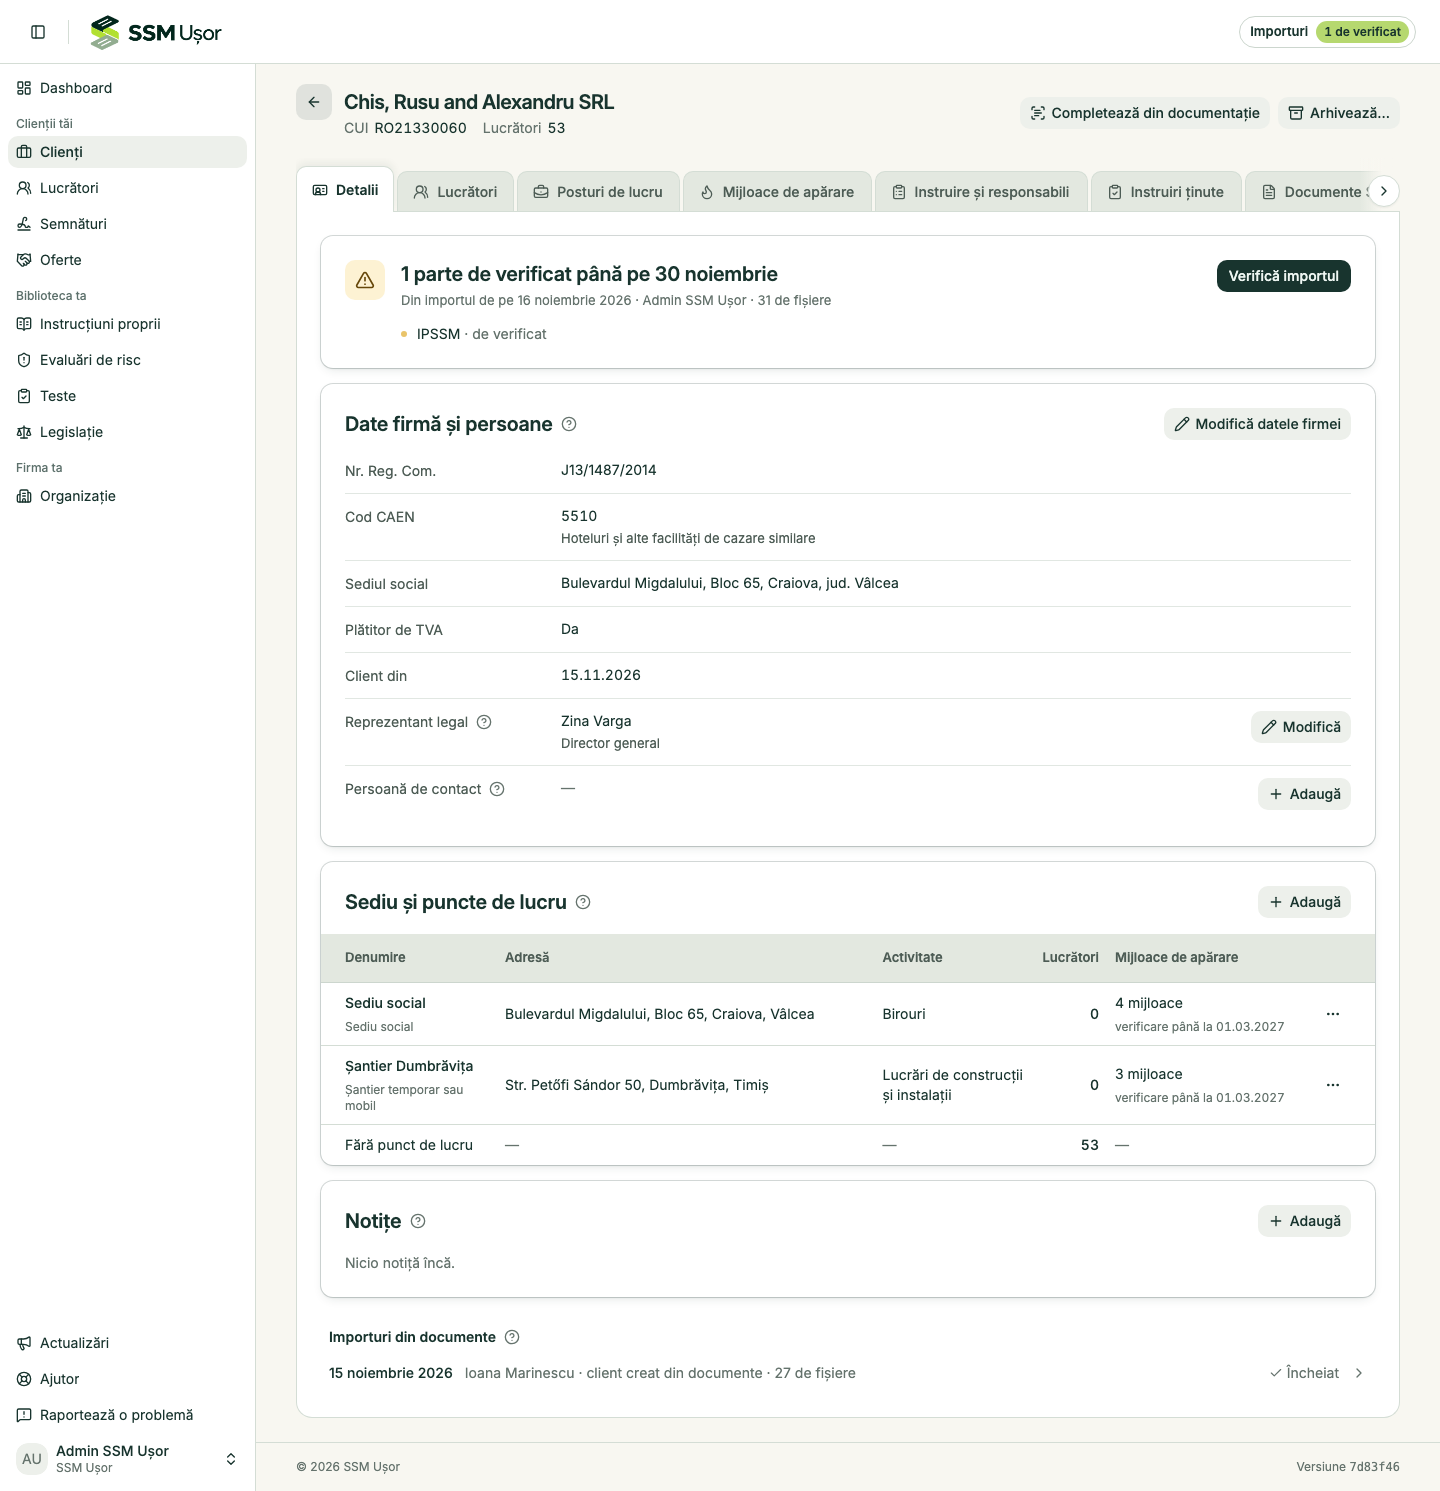 SSM Ușor
Importuri 1 de verificat
Dashboard
Clienții tăi
Clienți
Lucrători
Semnături
Oferte
Biblioteca ta
Instrucțiuni proprii
Evaluări de risc
Teste
Legislație
Firma ta
Organizație
Actualizări
Ajutor
Raportează o problemă
AU
Admin SSM Ușor
SSM Ușor
Chis, Rusu and Alexandru SRL
CUI RO21330060 Lucrători 53
Completează din documentație
Arhivează...
Detalii
Lucrători
Posturi de lucru
Mijloace de apărare
Instruire și responsabili
Instruiri ținute
Documente
1 parte de verificat până pe 30 noiembrie
Din importul de pe 16 noiembrie 2026 · Admin SSM Ușor · 31 de fișiere
IPSSM · de verificat
Verifică importul
Date firmă și persoane
Modifică datele firmei
Nr. Reg. Com. J13/1487/2014
Cod CAEN 5510
Hoteluri și alte facilități de cazare similare
Sediul social Bulevardul Migdalului, Bloc 65, Craiova, jud. Vâlcea
Plătitor de TVA Da
Client din 15.11.2026
Reprezentant legal Zina Varga
Director general
Modifică
Persoană de contact —
Adaugă
Sediu și puncte de lucru
Adaugă
Denumire Adresă Activitate Lucrători Mijloace de apărare
Sediu social
Sediu social
Bulevardul Migdalului, Bloc 65, Craiova, Vâlcea
Birouri
0
4 mijloace
verificare până la 01.03.2027
Șantier Dumbrăvița
Șantier temporar sau
mobil
Str. Petőfi Sándor 50, Dumbrăvița, Timiș
Lucrări de construcții
și instalații
0
3 mijloace
verificare până la 01.03.2027
Fără punct de lucru — — 53 —
Notițe
Adaugă
Nicio notiță încă.
Importuri din documente
15 noiembrie 2026 Ioana Marinescu · client creat din documente · 27 de fișiere
Încheiat
© 2026 SSM Ușor
Versiune 7d83f46